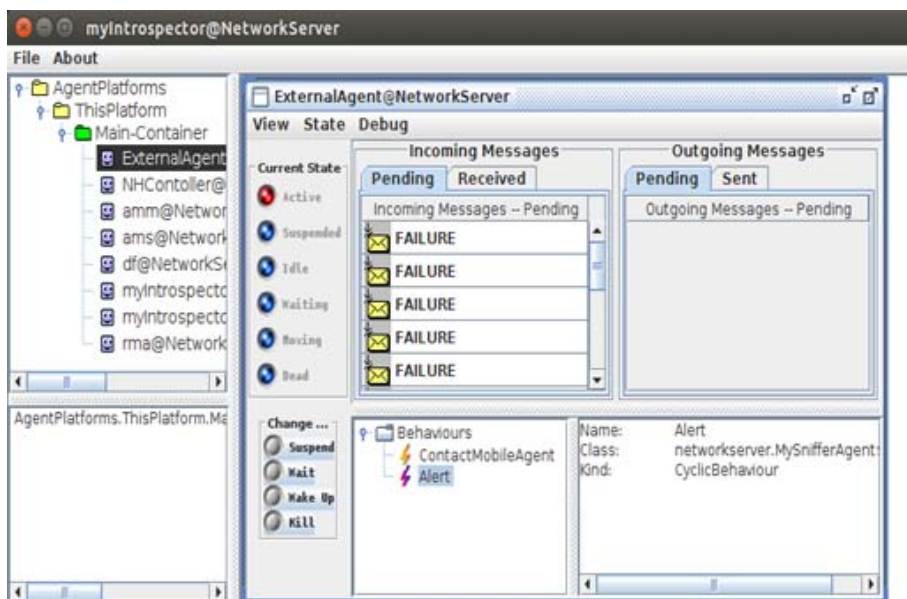 myIntrospector@NetworkServer
File About
AgentPlatforms
ThisPlatform
Main-Container
ExternalAgent
NHContoller@
amm@Networ
ams@Network
df@NetworkSe
myIntrospecto
myIntrospecto
rma@Network
AgentPlatforms.ThisPlatform.Ma
ExternalAgent@NetworkServer
View State Debug
Current State
Active
Suspended
Idle
Waiting
Moving
Dead
Incoming Messages
Pending Received
Incoming Messages -- Pending
FAILURE
FAILURE
FAILURE
FAILURE
FAILURE
Outgoing Messages
Pending Sent
Outgoing Messages -- Pending
Change ...
Suspend
Wait
Wake Up
Kill
Behaviours
ContactMobileAgent
Alert
Name: Alert
Class: networkserver.MySnifferAgent
Kind: CyclicBehaviour